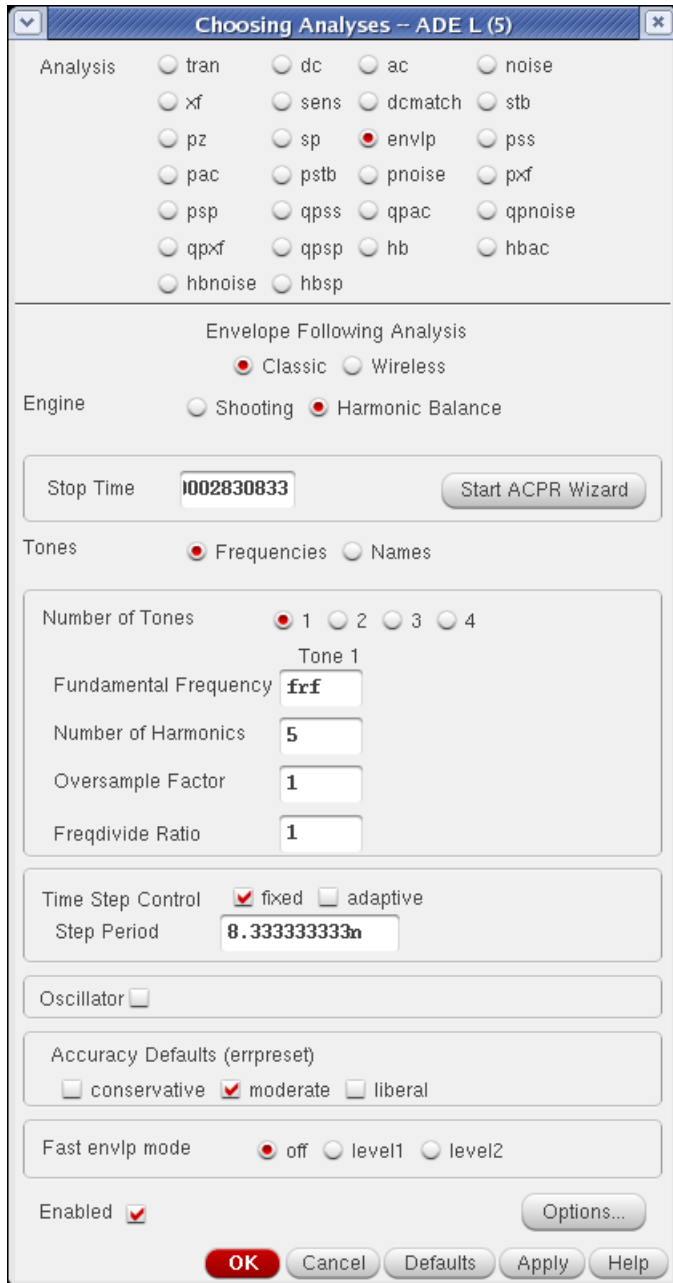 Choosing Analyses -- ADE L (5)
Analysis tran dc ac noise
xf sens dcmatch stb
pz sp envlp pss
pac pstb pnoise pxf
psp qpss qpac qpnoise
qpxf qpsp hb hbac
hbnoise hbsp
Envelope Following Analysis
Classic Wireless
Engine Shooting Harmonic Balance
Stop Time 0002830833 Start ACPR Wizard
Tones Frequencies Names
Number of Tones 1 2 3 4
Tone 1
Fundamental Frequency frf
Number of Harmonics 5
Oversample Factor 1
Freqdivide Ratio 1
Time Step Control fixed adaptive
Step Period 8.333333333n
Oscillator
Accuracy Defaults (errpreset)
conservative moderate liberal
Fast envlp mode off level1 level2
Enabled Options...
OK Cancel Defaults Apply Help